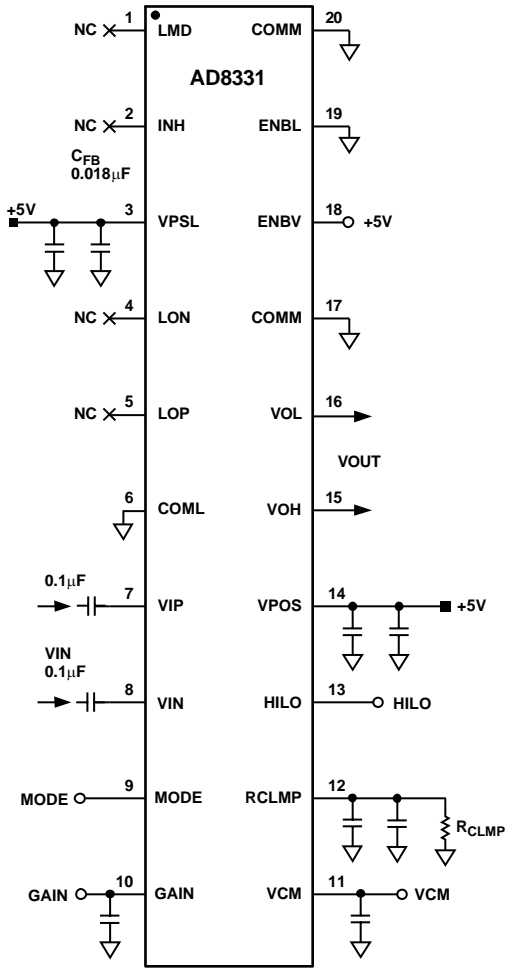 1 20
NC LMD COMM
AD8331
2 19
NC INH ENBL
C_FB
0.018µF
+5V 3 18
VPSL ENBV +5V
4 17
NC LON COMM
5 16
NC LOP VOL
VOUT
6 15
COML VOH
0.1µF
7 14
VIP VPOS +5V
VIN
0.1µF
8 13
VIN HILO HILO
9 12
MODE MODE RCLMP
R_CLMP
10 11
GAIN GAIN VCM VCM